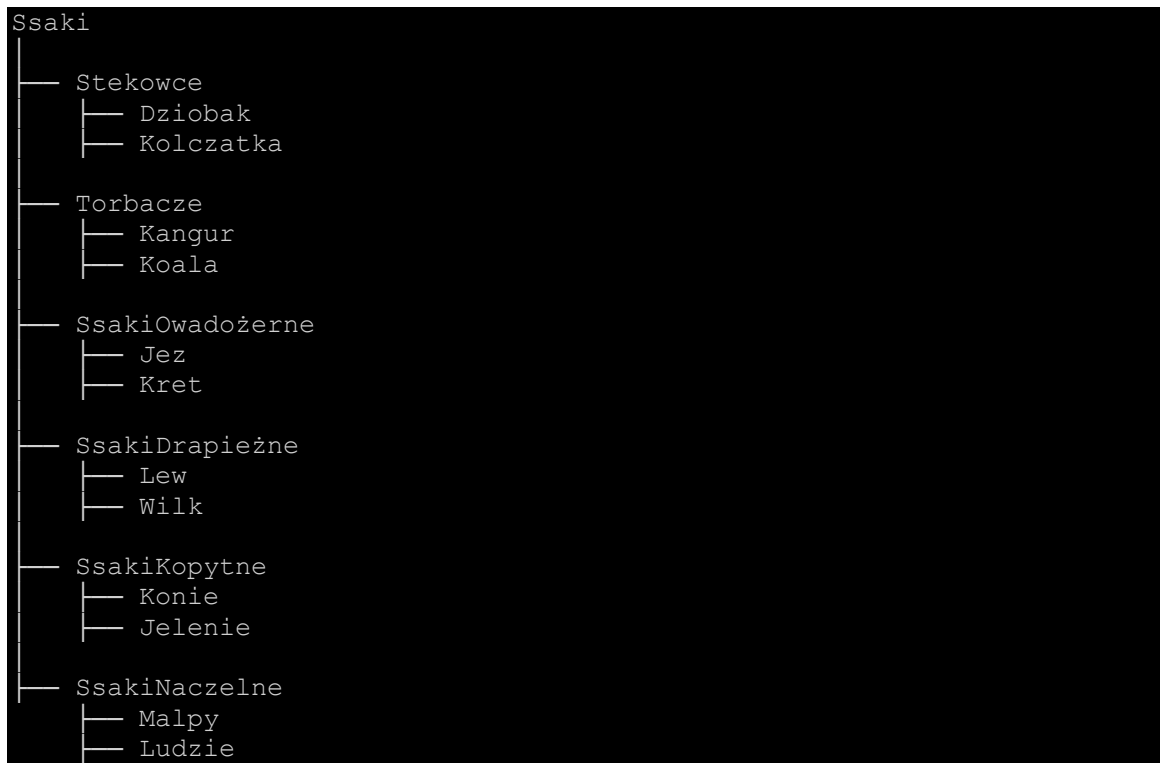 Ssaki
Stekowce
Dziobak
Kolczatka
Torbacze
Kangur
Koala
SsakiOwadożerne
Jez
Kret
SsakiDrapieżne
Lew
Wilk
SsakiKopytne
Konie
Jelenie
SsakiNaczelne
Malpy
Ludzie